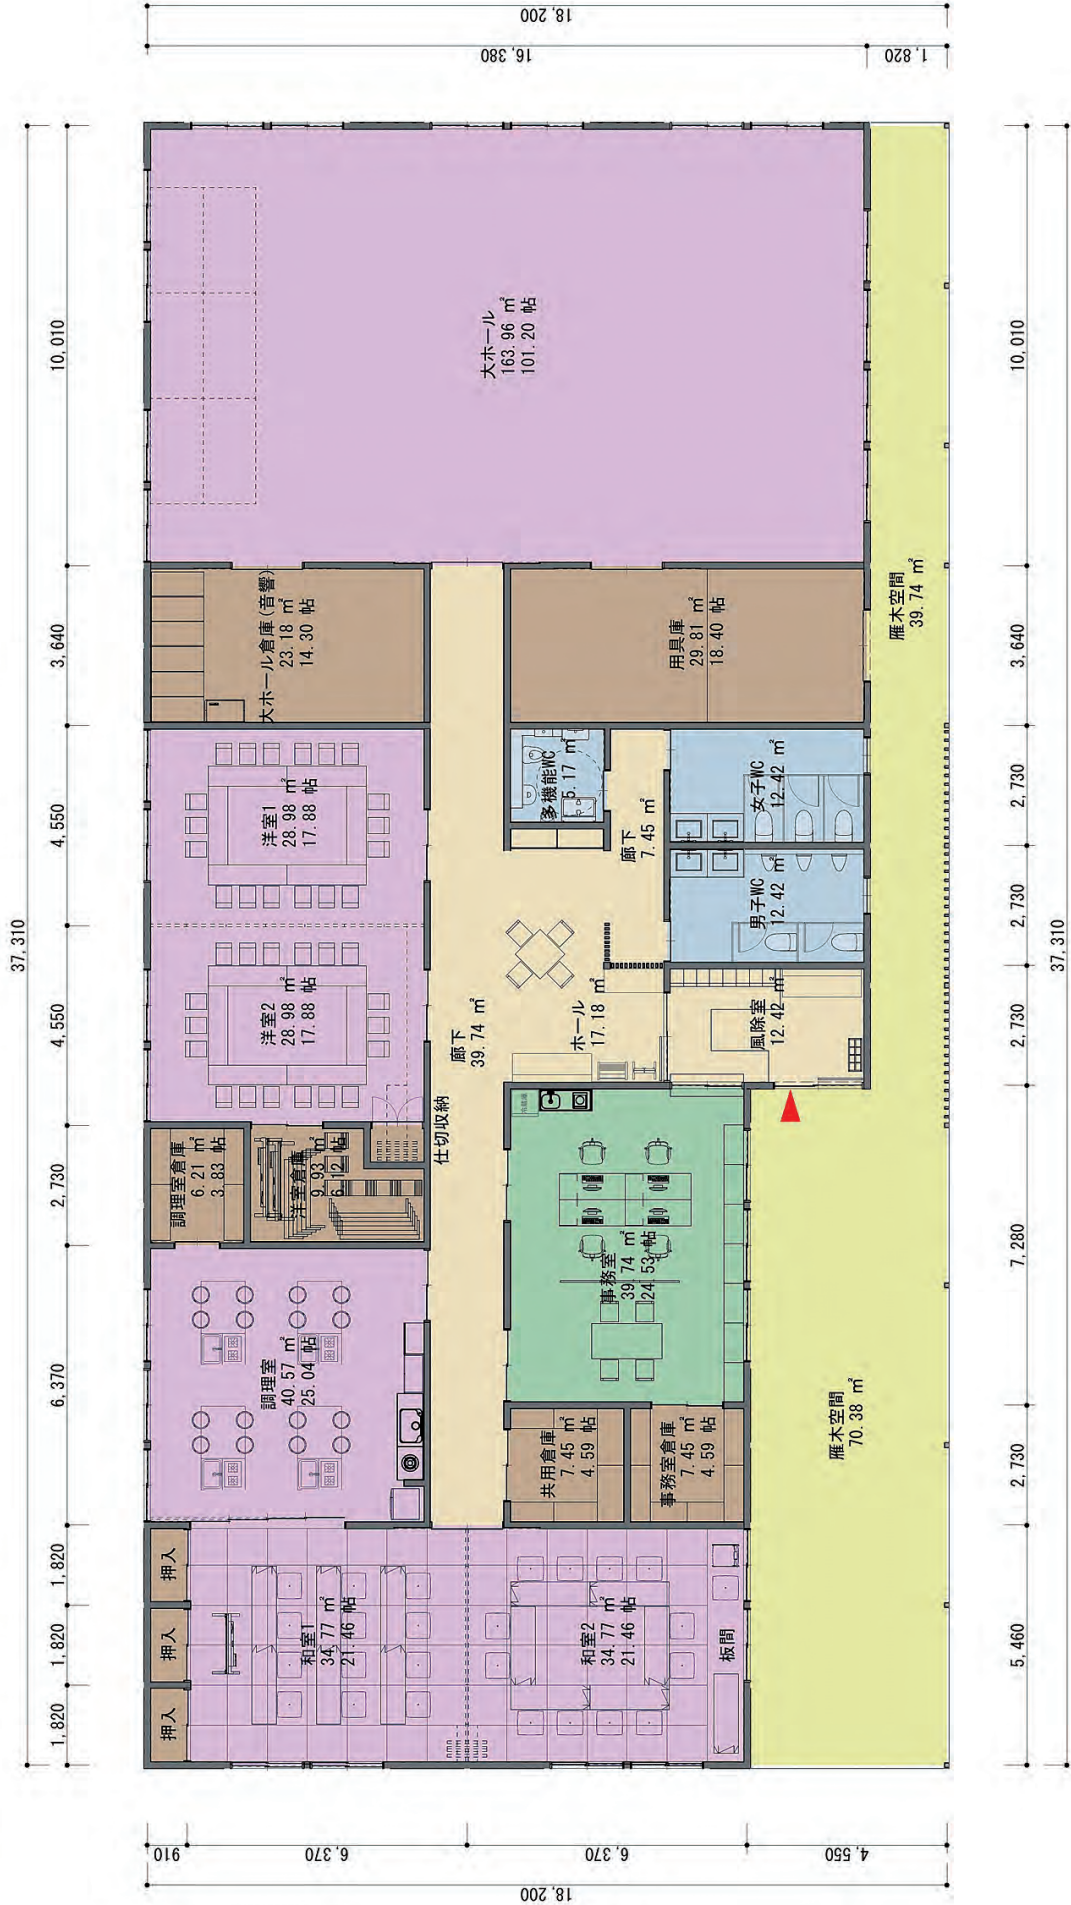 18,200
16,380
1,820
37,310
10,010
3,640
4,550
4,550
2,730
6,370
1,820
1,820
1,820
大ホール
163.96 ㎡
101.20 帖
大ホール倉庫(音響)
23.18 ㎡
14.30 帖
用具庫
29.81 ㎡
18.40 帖
雁木空間
39.74 ㎡
洋室1
28.98 ㎡
17.88 帖
多機能WC
5.17 ㎡
廊下
7.45 ㎡
女子WC
12.42 ㎡
男子WC
12.42 ㎡
洋室2
28.98 ㎡
17.88 帖
廊下
39.74 ㎡
ホール
17.18 ㎡
風除室
12.42 ㎡
仕切収納
調理室倉庫
6.21 ㎡
3.83 帖
洋室倉庫
9.93 ㎡
6.12 帖
事務室
39.74 ㎡
24.53 帖
調理室
40.57 ㎡
25.04 帖
共用倉庫
7.45 ㎡
4.59 帖
事務室倉庫
7.45 ㎡
4.59 帖
雁木空間
70.38 ㎡
押入
押入
押入
和室1
34.77 ㎡
21.46 帖
和室2
34.77 ㎡
21.46 帖
板間
10,010
3,640
2,730
2,730
2,730
7,280
2,730
5,460
37,310
910
6,370
6,370
4,550
18,200